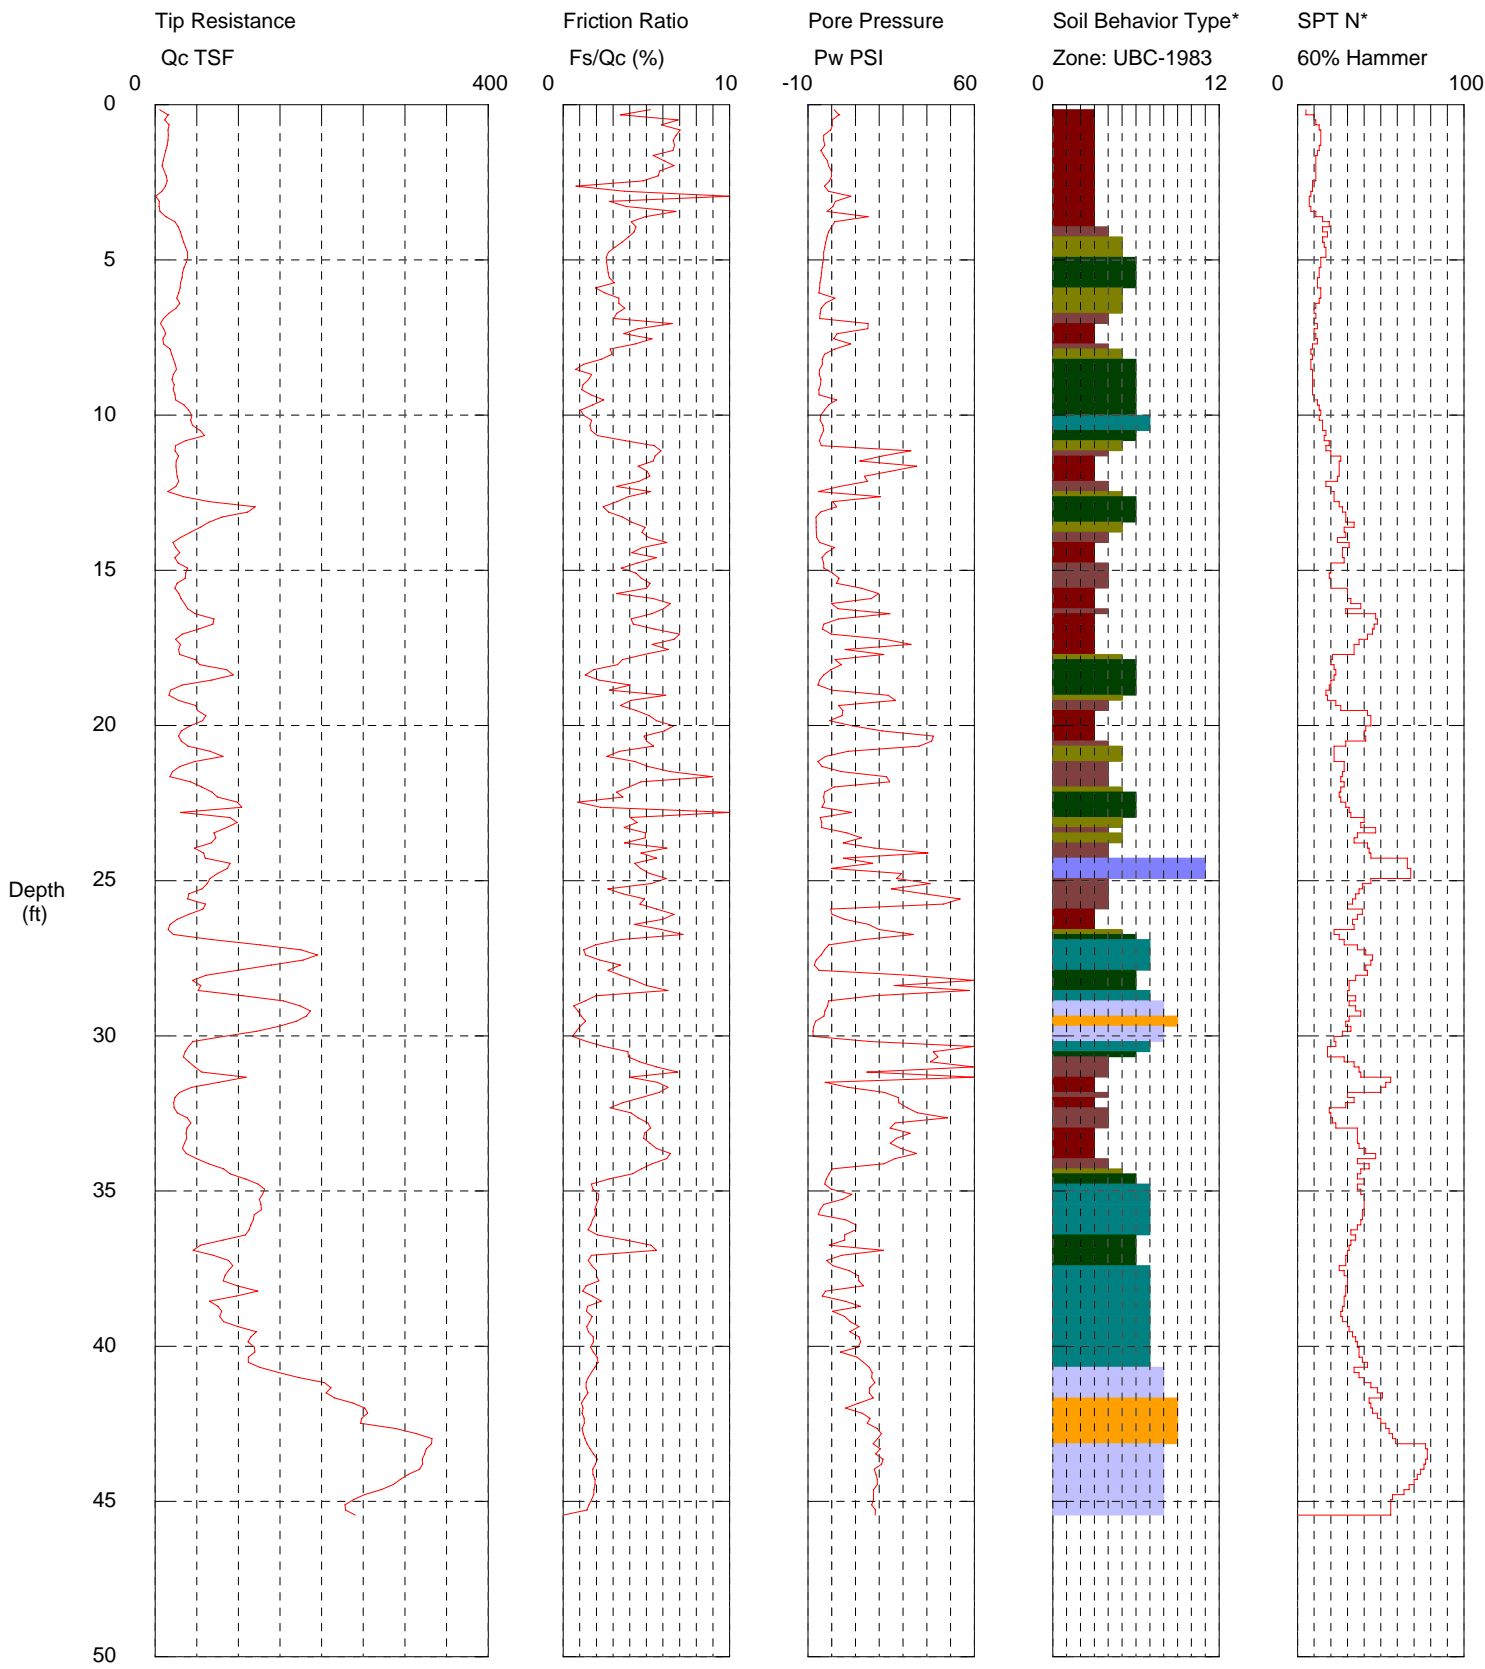 Tip Resistance
Qc TSF
0 400
Friction Ratio
Fs/Qc (%)
0 10
Pore Pressure
Pw PSI
-10 60
Soil Behavior Type*
Zone: UBC-1983
0 12
SPT N*
60% Hammer
0 100
0
5
10
15
20
25
30
35
40
45
50
Depth
(ft)